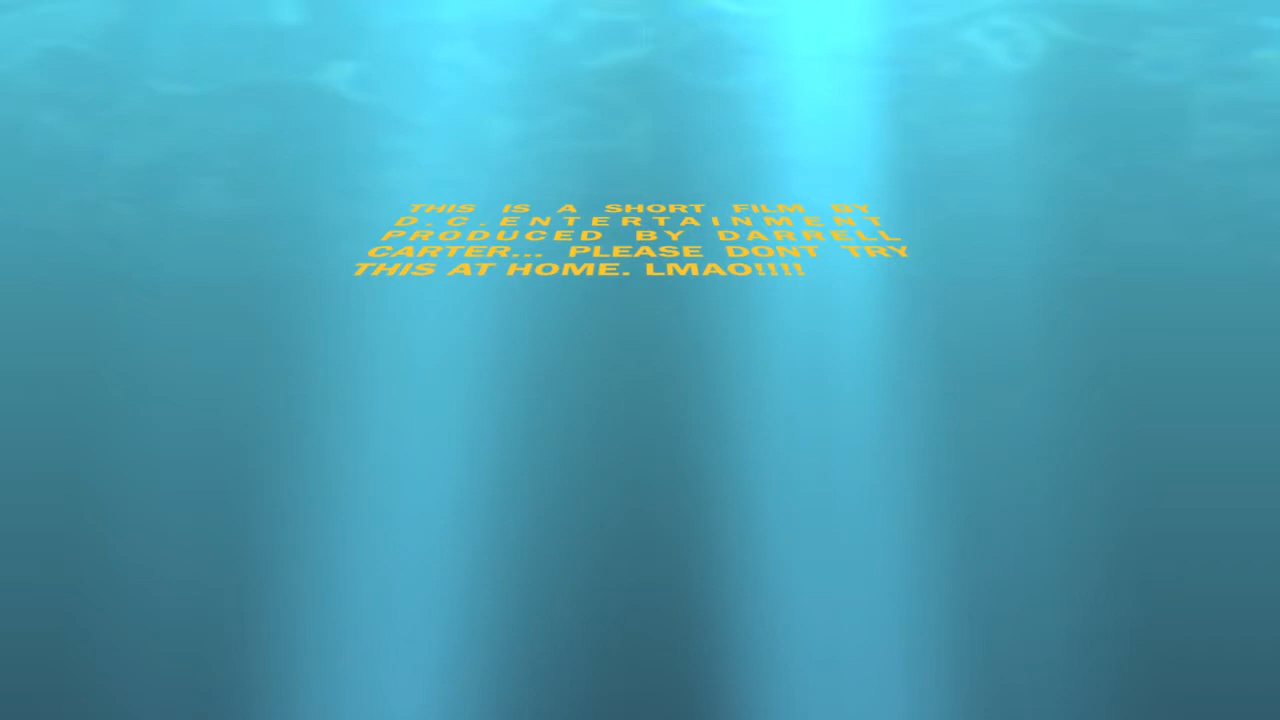 THIS IS A SHORT FILM BY
D.C.ENTERTAINMENT
PRODUCED BY DARRELL
CARTER... PLEASE DONT TRY
THIS AT HOME. LMAO!!!!